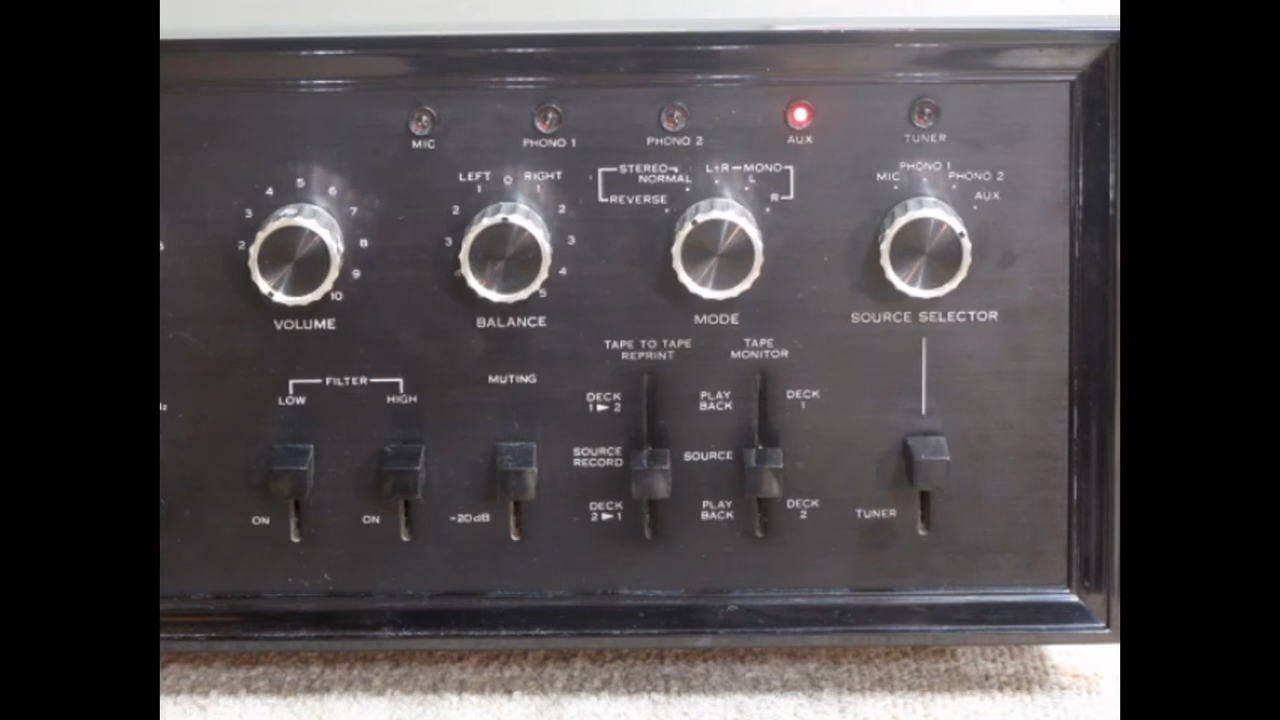 MIC
PHONO 1
PHONO 2
AUX
TUNER
4 5 6
3 7
2 8
9
10
VOLUME
LEFT 0 RIGHT
1 1
2 2
3 3
4 4
5
BALANCE
STEREO
NORMAL
REVERSE
L+R MONO
L
R
MODE
PHONO 1
MIC PHONO 2
AUX
SOURCE SELECTOR
FILTER
LOW HIGH
ON ON
MUTING
-20dB
TAPE TO TAPE
REPRINT
DECK
1►2
SOURCE
RECORD
DECK
2►1
TAPE
MONITOR
PLAY
BACK
DECK
1
SOURCE
PLAY
BACK
DECK
2
TUNER